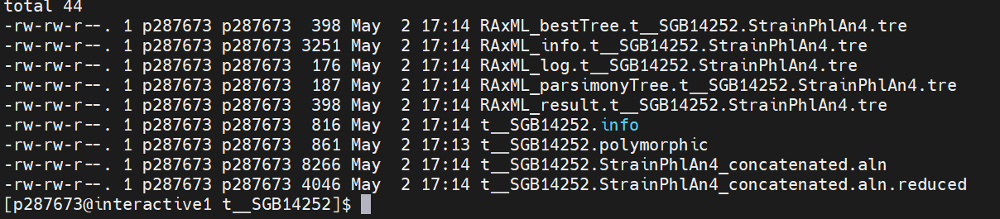 total 44
-rw-rw-r--. 1 p287673 p287673  398 May  2 17:14 RAxML_bestTree.t__SGB14252.StrainPhlAn4.tre
-rw-rw-r--. 1 p287673 p287673 3251 May  2 17:14 RAxML_info.t__SGB14252.StrainPhlAn4.tre
-rw-rw-r--. 1 p287673 p287673  176 May  2 17:14 RAxML_log.t__SGB14252.StrainPhlAn4.tre
-rw-rw-r--. 1 p287673 p287673  187 May  2 17:14 RAxML_parsimonyTree.t__SGB14252.StrainPhlAn4.tre
-rw-rw-r--. 1 p287673 p287673  398 May  2 17:14 RAxML_result.t__SGB14252.StrainPhlAn4.tre
-rw-rw-r--. 1 p287673 p287673  816 May  2 17:14 t__SGB14252.info
-rw-rw-r--. 1 p287673 p287673  861 May  2 17:13 t__SGB14252.polymorphic
-rw-rw-r--. 1 p287673 p287673 8266 May  2 17:14 t__SGB14252.StrainPhlAn4_concatenated.aln
-rw-rw-r--. 1 p287673 p287673 4046 May  2 17:14 t__SGB14252.StrainPhlAn4_concatenated.aln.reduced
[p287673@interactive1 t__SGB14252]$